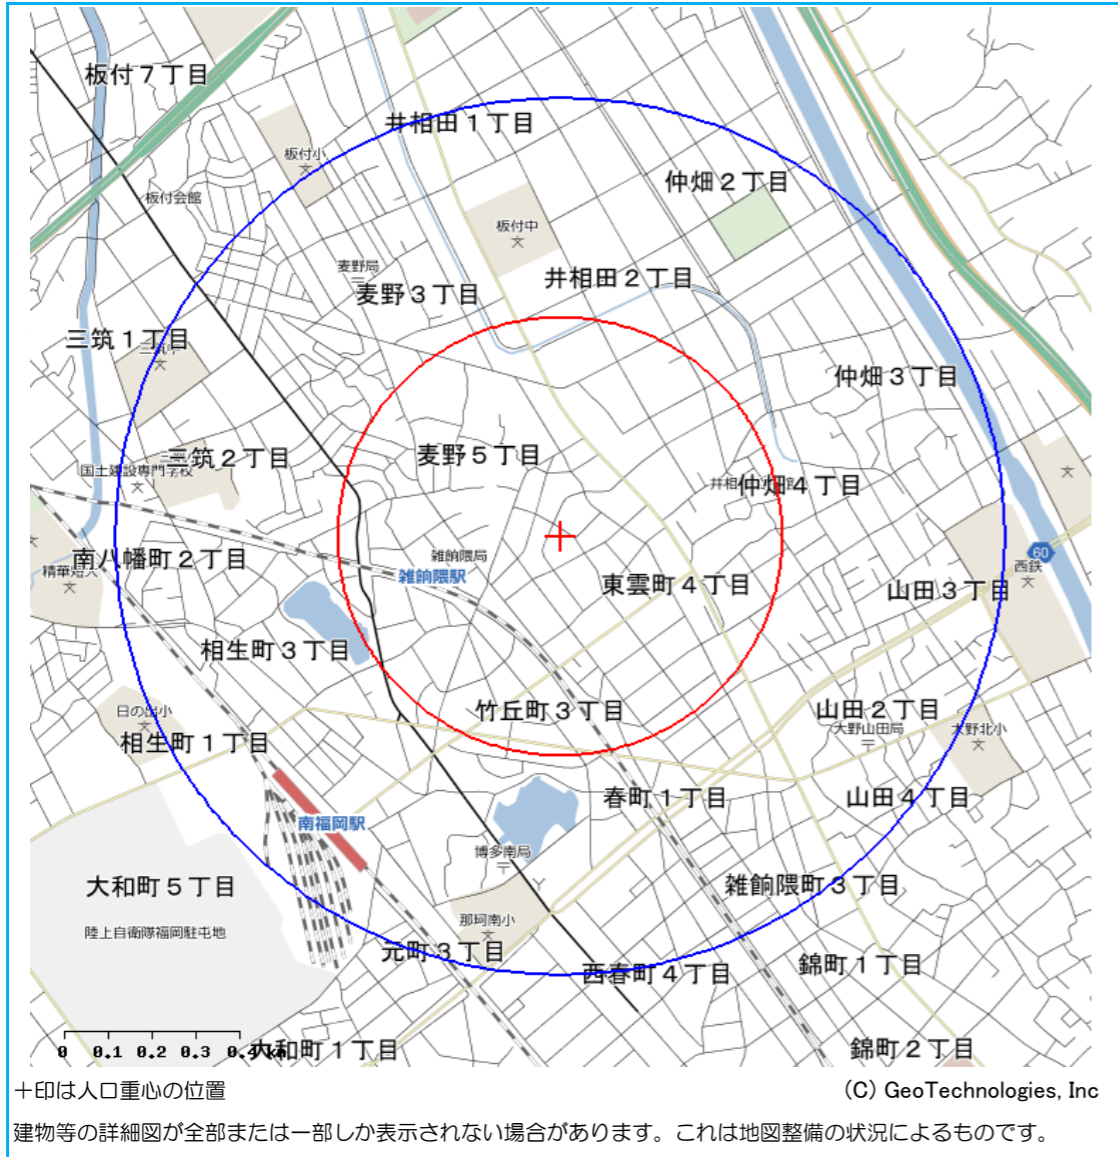 板付７丁目
井相田１丁目
板付小
仲畑２丁目
板付会館
板付中
麦野局
井相田２丁目
麦野３丁目
三筑１丁目
仲畑３丁目
麦野５丁目
三筑２丁目
国土建設専門学校
仲畑４丁目
雑餉隈局
60
西鉄
南八幡町２丁目
雑餉隈駅
東雲町４丁目
山田３丁目
相生町３丁目
日の出小
竹丘町３丁目
山田２丁目
大野山田局
大野北小
相生町１丁目
春町１丁目
山田４丁目
南福岡駅
博多南局
大和町５丁目
雑餉隈町３丁目
那珂南小
陸上自衛隊福岡駐屯地
元町３丁目
西春町４丁目
錦町１丁目
0 0.1 0.2 0.3 0.4 km
大和町１丁目
錦町２丁目
＋印は人口重心の位置
(C) GeoTechnologies, Inc
建物等の詳細図が全部または一部しか表示されない場合があります。これは地図整備の状況によるものです。